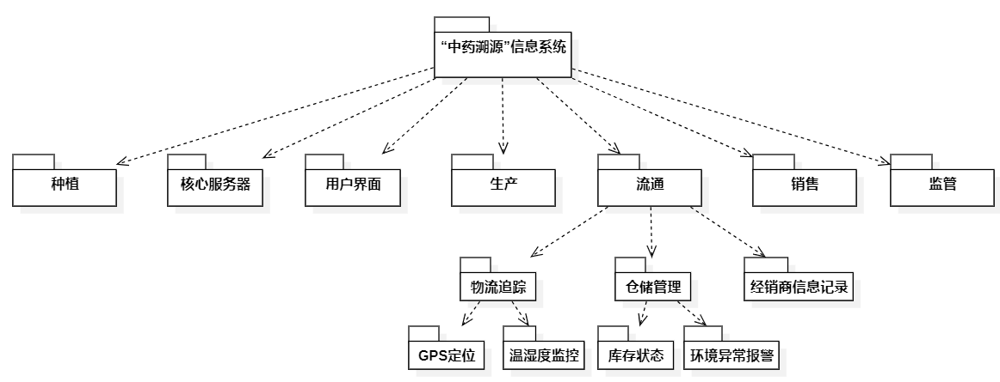 “中药溯源”信息系统
种植
核心服务器
用户界面
生产
流通
销售
监管
物流追踪
仓储管理
经销商信息记录
GPS定位
温湿度监控
库存状态
环境异常报警